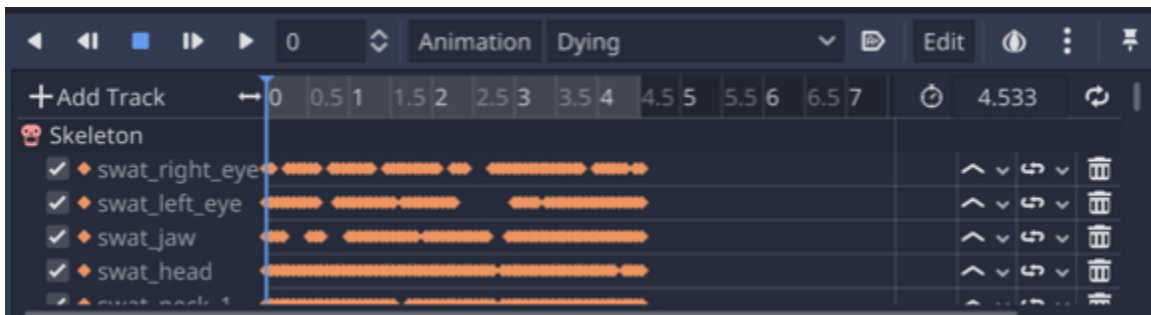 0 Animation Dying Edit
Add Track 0 0.5 1 1.5 2 2.5 3 3.5 4 4.5 5 5.5 6 6.5 7 4.533
Skeleton
swat_right_eye
swat_left_eye
swat_jaw
swat_head
swat_neck_1